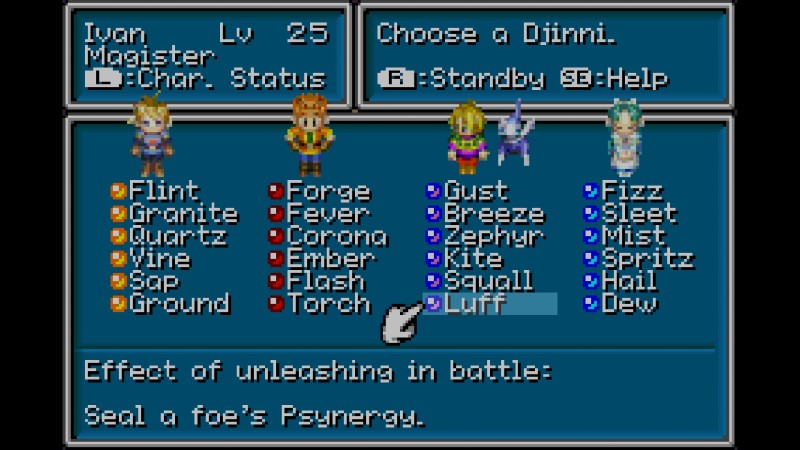 Ivan Lv 25
Magister
L:Char. Status
Choose a Djinni.
R:Standby SE:Help
Flint Forge Gust Fizz
Granite Fever Breeze Sleet
Quartz Corona Zephyr Mist
Vine Ember Kite Spritz
Sap Flash Squall Hail
Ground Torch Luff Dew
Effect of unleashing in battle:
Seal a foe's Psynergy.